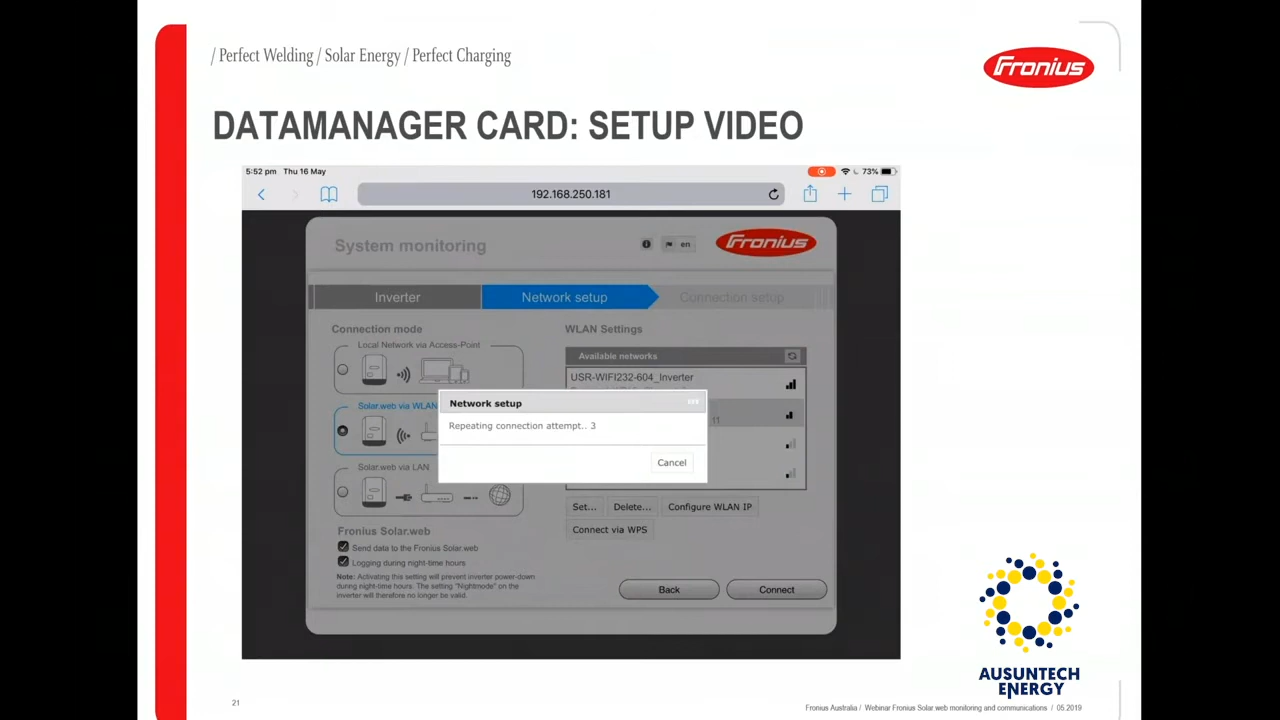 / Perfect Welding / Solar Energy / Perfect Charging
Fronius
DATAMANAGER CARD: SETUP VIDEO
5:52 pm Thu 16 May
73%
192.168.250.181
System monitoring
en
Fronius
Inverter
Network setup
Connection setup
Connection mode
Local Network via Access-Point
Solar.web via WLAN
Solar.web via LAN
WLAN Settings
Available networks
USR-WIFI232-604_Inverter
11
Network setup
Repeating connection attempt.. 3
Cancel
Set...
Delete...
Configure WLAN IP
Connect via WPS
Fronius Solar.web
Send data to the Fronius Solar.web
Logging during night-time hours
Note: Activating this setting will prevent inverter power-down
during night-time hours. The setting "Nightmode" on the
inverter will therefore no longer be valid.
Back
Connect
AUSUNTECH
ENERGY
21
Fronius Australia / Webinar Fronius Solar web monitoring and communications / 05.2019